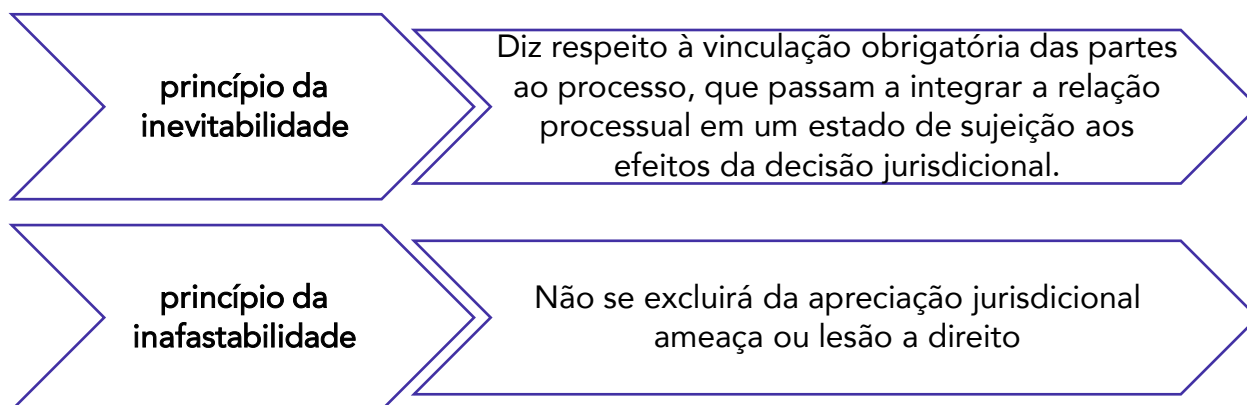 princípio da
inevitabilidade
Diz respeito à vinculação obrigatória das partes
ao processo, que passam a integrar a relação
processual em um estado de sujeição aos
efeitos da decisão jurisdicional.
princípio da
inafastabilidade
Não se excluirá da apreciação jurisdicional
ameaça ou lesão a direito